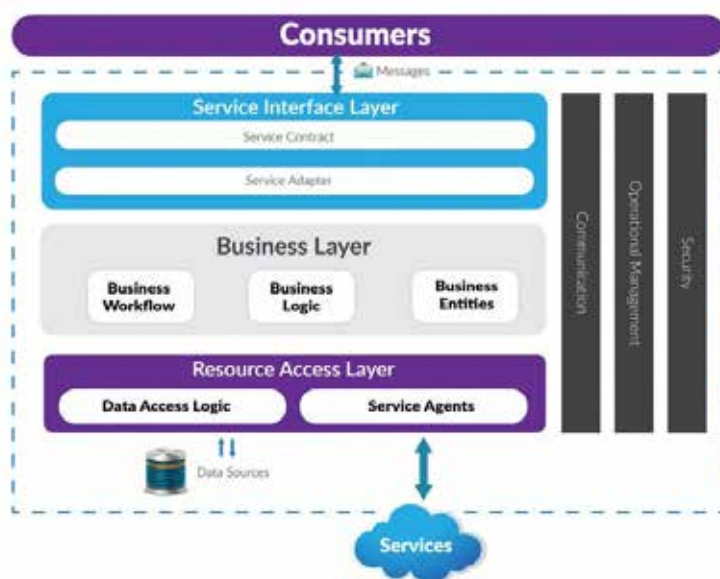 Consumers
Messages
Service Interface Layer
Service Contract
Service Adapter
Business Layer
Business
Workflow
Business
Logic
Business
Entities
Resource Access Layer
Data Access Logic
Service Agents
Data Sources
Services
Communication
Operational Management
Security